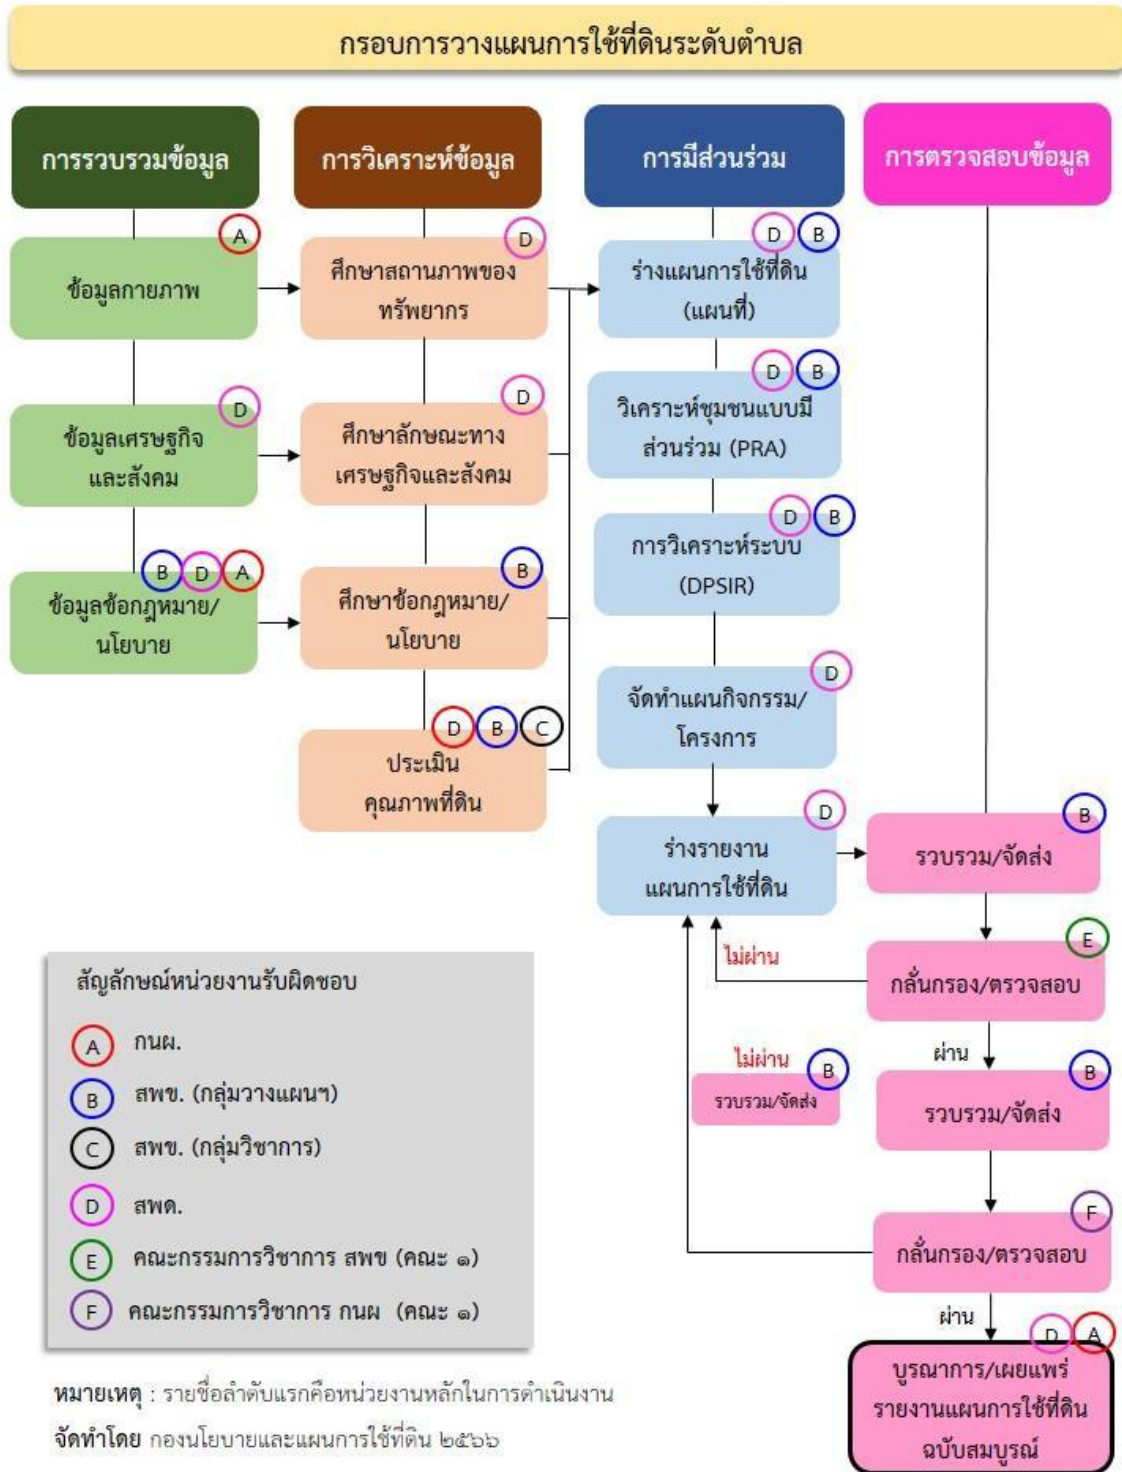 กรอบการวางแผนการใช้ที่ดินระดับตำบล
การรวบรวมข้อมูล
A
ข้อมูลกายภาพ
D
ข้อมูลเศรษฐกิจ
และสังคม
B D A
ข้อมูลข้อกฎหมาย/
นโยบาย
การวิเคราะห์ข้อมูล
D
ศึกษาสถานภาพของ
ทรัพยากร
D
ศึกษาลักษณะทาง
เศรษฐกิจและสังคม
B
ศึกษาข้อกฎหมาย/
นโยบาย
D B C
ประเมิน
คุณภาพที่ดิน
การมีส่วนร่วม
D B
ร่างแผนการใช้ที่ดิน
(แผนที่)
D B
วิเคราะห์ชุมชนแบบมี
ส่วนร่วม (PRA)
D B
การวิเคราะห์ระบบ
(DPSIR)
D
จัดทำแผนกิจกรรม/
โครงการ
D
ร่างรายงาน
แผนการใช้ที่ดิน
การตรวจสอบข้อมูล
B
รวบรวม/จัดส่ง
E
กลั่นกรอง/ตรวจสอบ
ไม่ผ่าน
ผ่าน
B
รวบรวม/จัดส่ง
ไม่ผ่าน
B
รวบรวม/จัดส่ง
F
กลั่นกรอง/ตรวจสอบ
ผ่าน
D A
บูรณาการ/เผยแพร่
รายงานแผนการใช้ที่ดิน
ฉบับสมบูรณ์
สัญลักษณ์หน่วยงานรับผิดชอบ
A กนผ.
B สพข. (กลุ่มวางแผนฯ)
C สพข. (กลุ่มวิชาการ)
D สพด.
E คณะกรรมการวิชาการ สพข (คณะ ๑)
F คณะกรรมการวิชาการ กนผ (คณะ ๑)
หมายเหตุ : รายชื่อลำดับแรกคือหน่วยงานหลักในการดำเนินงาน
จัดทำโดย กองนโยบายและแผนการใช้ที่ดิน ๒๕๖๖